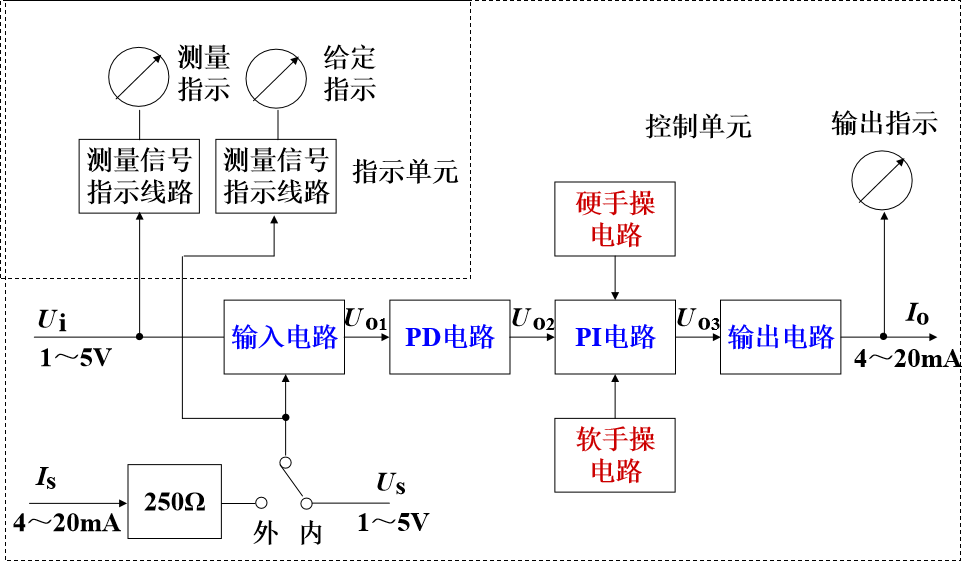 测量
指示
给定
指示
测量信号
指示线路
测量信号
指示线路
指示单元
控制单元
输出指示
硬手操
电路
Ui
1～5V
输入电路
Uo1
PD电路
Uo2
PI电路
Uo3
输出电路
Io
4～20mA
软手操
电路
Is
4～20mA
250Ω
外
内
Us
1～5V